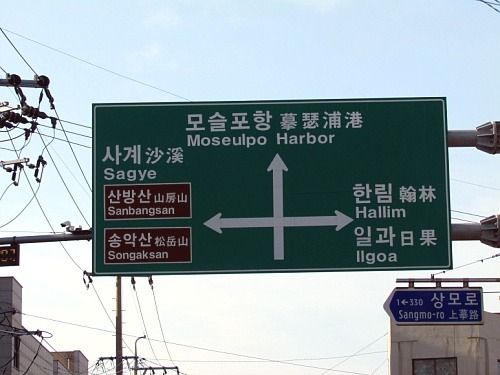 모슬포항 摹瑟浦港
Moseulpo Harbor
사계 沙溪
Sagye
산방산 山房山
Sanbangsan
송악산 松岳山
Songaksan
한림 翰林
Hallim
일과 日果
Ilgoa
1←330 상모로
Sangmo-ro 上摹路